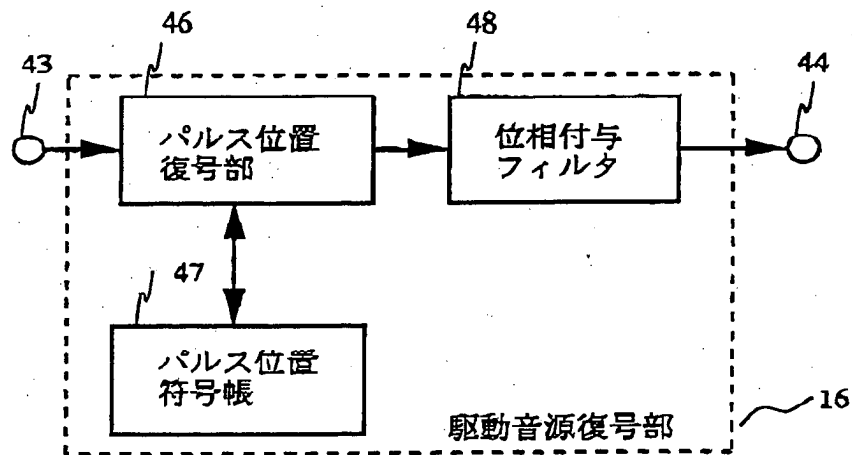 46
48
43
44
パルス位置
復号部
位相付与
フィルタ
47
パルス位置
符号帳
16
駆動音源復号部